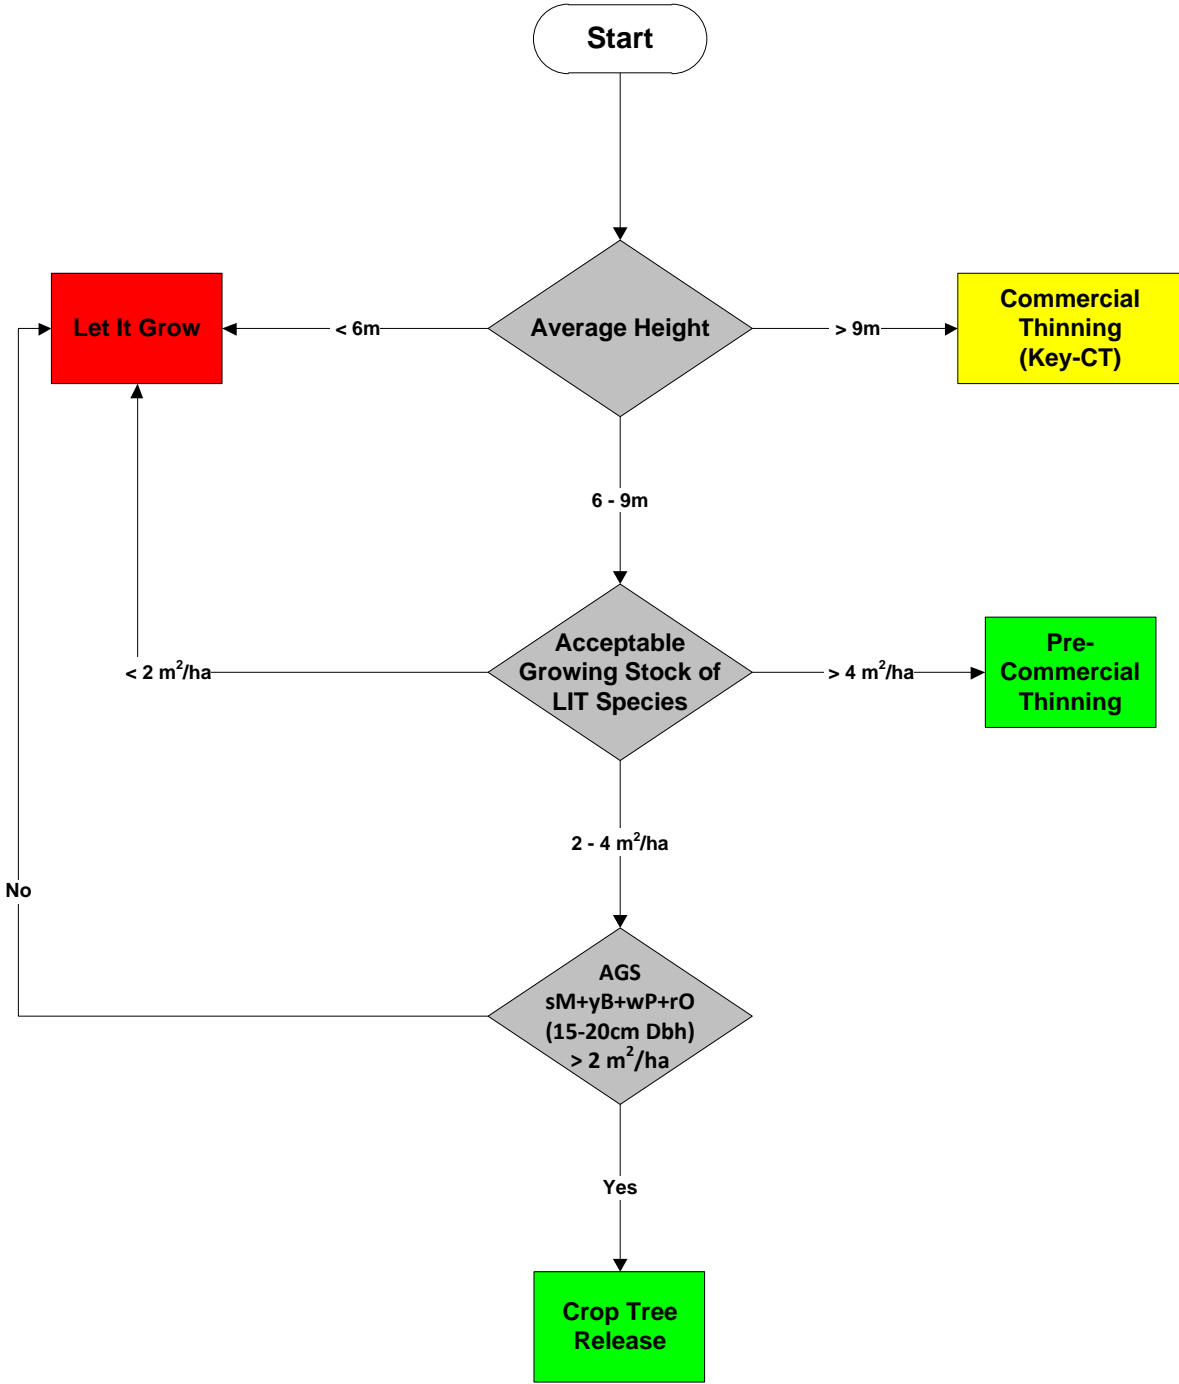 Start
Let It Grow
< 6m
Average Height
> 9m
Commercial
Thinning
(Key-CT)
6 - 9m
< 2 m²/ha
Acceptable
Growing Stock of
LIT Species
> 4 m²/ha
Pre-
Commercial
Thinning
2 - 4 m²/ha
No
AGS
sM+yB+wP+rO
(15-20cm Dbh)
> 2 m²/ha
Yes
Crop Tree
Release